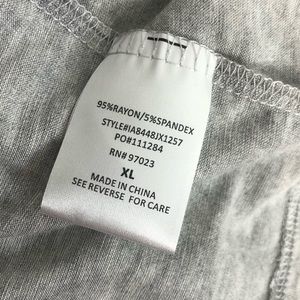 95%RAYON/5%SPANDEX
STYLE#IA8448JX1257
PO#111284
RN# 97023
XL
MADE IN CHINA
SEE REVERSE FOR CARE